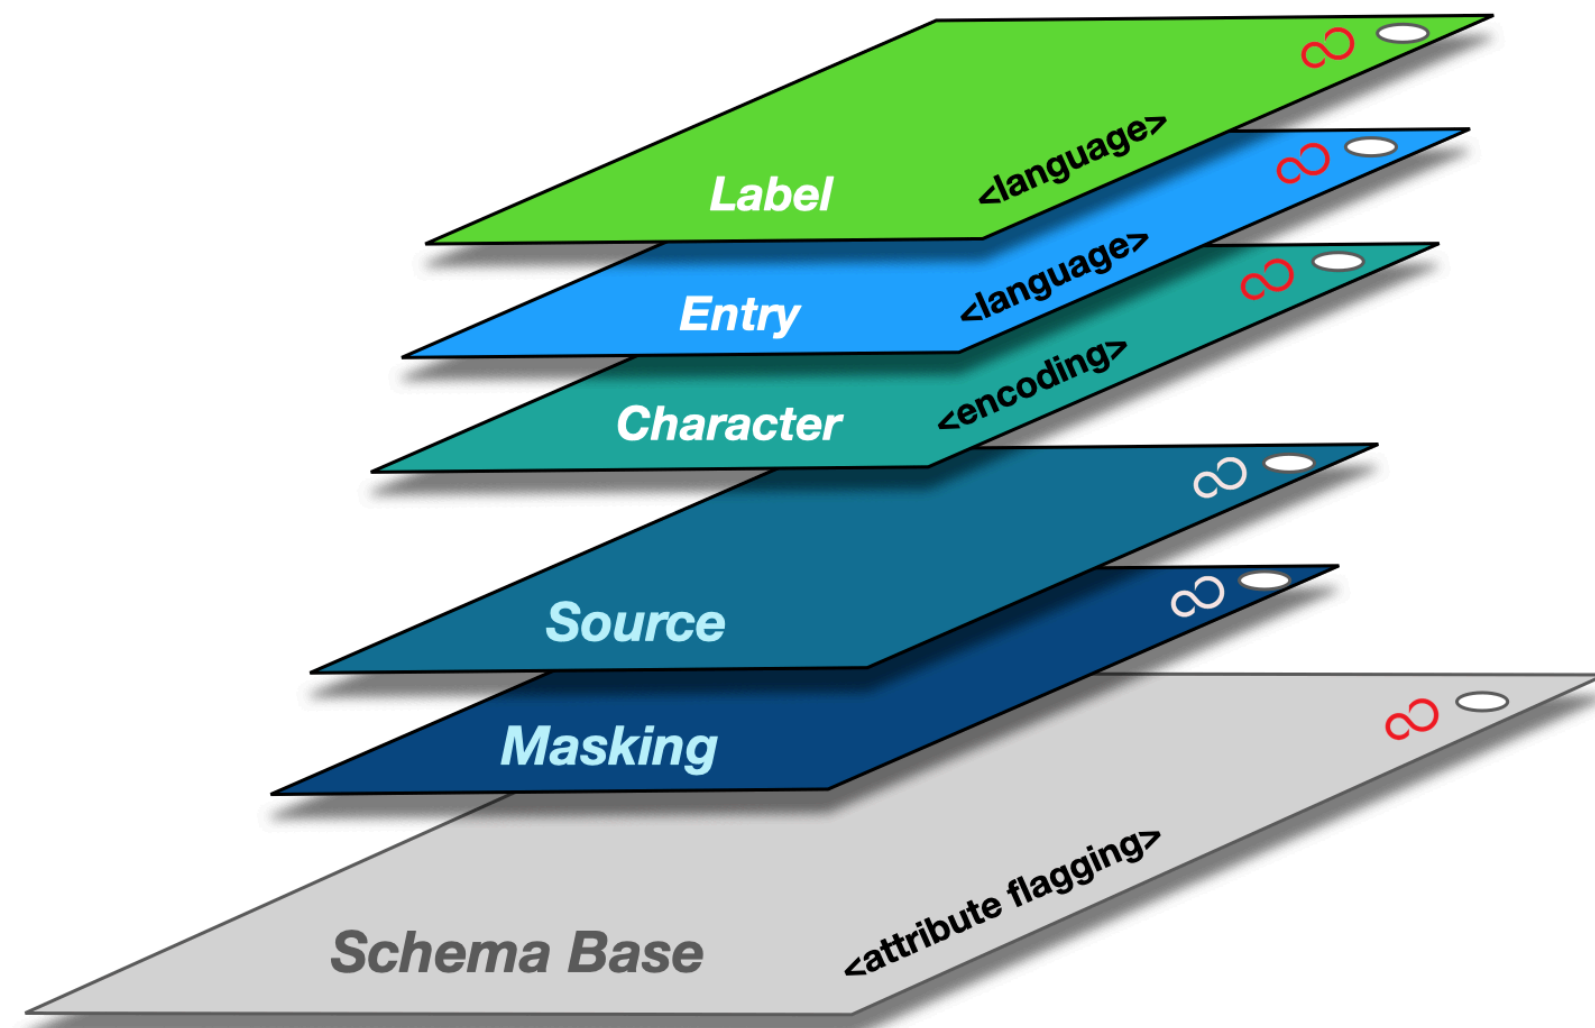 Label
<language>
Entry
<language>
Character
<encoding>
Source
Masking
Schema Base
<attribute flagging>